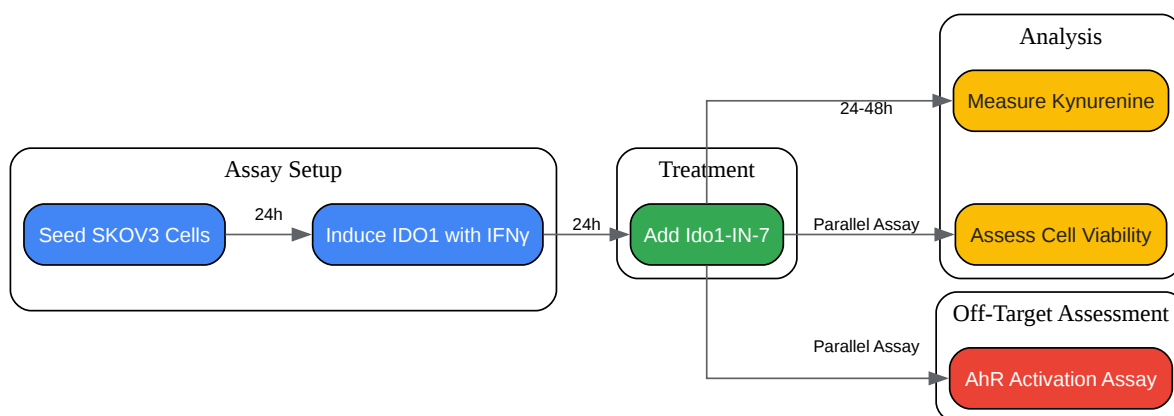 Analysis
Measure Kynurenine
24-48h
Assay Setup
Treatment
Seed SKOV3 Cells
24h
Induce IDO1 with IFNγ
24h
Add Ido1-IN-7
Parallel Assay
Assess Cell Viability
Off-Target Assessment
Parallel Assay
AhR Activation Assay